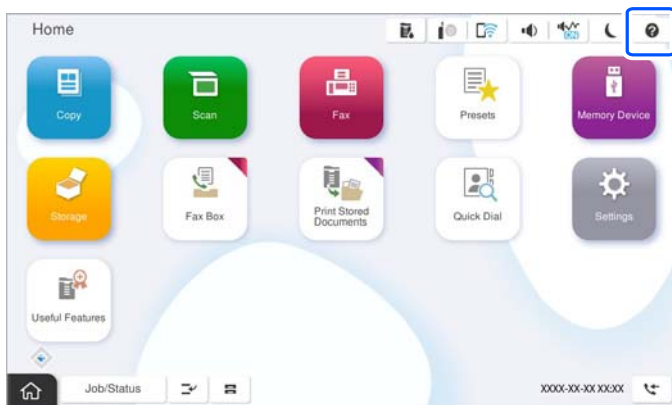 Home
ON
Copy
Scan
Fax
Presets
Memory Device
Storage
Fax Box
Print Stored
Documents
Quick Dial
Settings
Useful Features
Job/Status
XXXX-XX-XX XX:XX